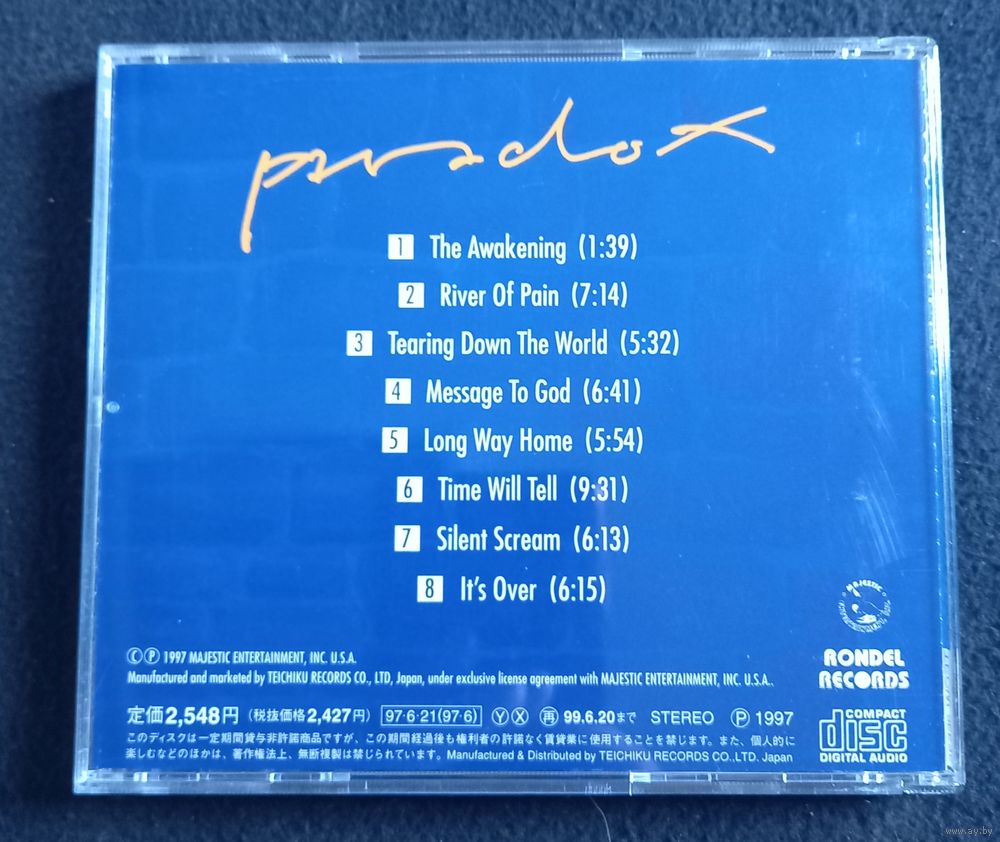 paradox
1 The Awakening (1:39)
2 River Of Pain (7:14)
3 Tearing Down The World (5:32)
4 Message To God (6:41)
5 Long Way Home (5:54)
6 Time Will Tell (9:31)
7 Silent Scream (6:13)
8 It's Over (6:15)
MAJESTIC
RONDEL
RECORDS
Ⓒ Ⓟ 1997 MAJESTIC ENTERTAINMENT, INC. U.S.A.
Manufactured and marketed by TEICHIKU RECORDS CO., LTD, Japan, under exclusive license agreement with MAJESTIC ENTERTAINMENT, INC. U.S.A..
定価2,548円 (税抜価格2,427円) 97·6·21(97·6) Ⓨ Ⓧ 再 99.6.20まで STEREO Ⓟ 1997
このディスクは一定期間貸与非許諾商品ですが、この期間経過後も権利者の許諾なく賃貸業に使用することを禁じます。また、個人的に
楽しむなどのほかは、著作権法上、無断複製は禁じられています。Manufactured & Distributed by TEICHIKU RECORDS CO.,LTD. Japan
COMPACT
disc
DIGITAL AUDIO
www.ay.by